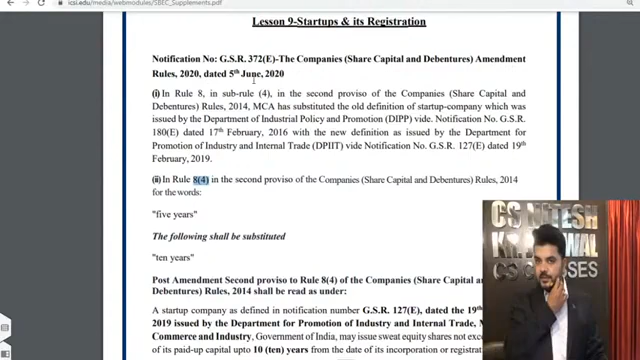 icsi.edu/media/webmodules/SBEC_Supplements.pdf
Lesson 9-Startups & its Registration
Notification No: G.S.R. 372(E)-The Companies (Share Capital and Debentures) Amendment
Rules, 2020, dated 5th June, 2020
(i) In Rule 8, in sub-rule (4), in the second proviso of the Companies (Share Capital and
Debentures) Rules, 2014, MCA has substituted the old definition of startup-company which was
issued by the Department of Industrial Policy and Promotion (DIPP) vide. Notification No. G.S.R.
180(E) dated 17th February, 2016 with the new definition as issued by the Department for
Promotion of Industry and Internal Trade (DPIIT) vide Notification No. G.S.R. 127(E) dated 19th
February, 2019.
(ii) In Rule 8(4) in the second proviso of the Companies (Share Capital and Debentures) Rules, 2014
for the words:
"five years"
The following shall be substituted
"ten years"
Post Amendment Second proviso to Rule 8(4) of the Companies (Share Capital and
Debentures) Rules, 2014 shall be read as under:
A startup company as defined in notification number G.S.R. 127(E), dated the 19th
2019 issued by the Department for Promotion of Industry and Internal Trade,
Commerce and Industry, Government of India, may issue sweat equity shares not
of its paid-up capital upto 10 (ten) years from the date of its incorporation or
CS NITESH
KR
CS CLASSES